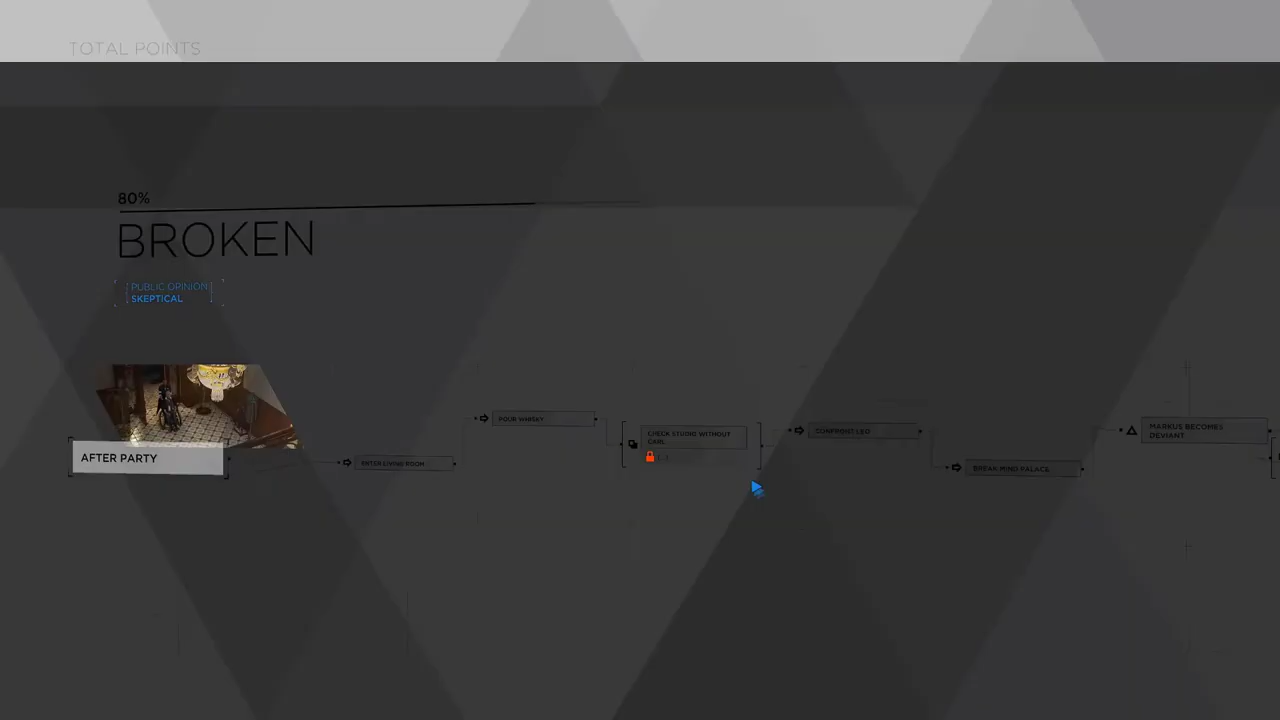 TOTAL POINTS
80%
BROKEN
PUBLIC OPINION
SKEPTICAL
AFTER PARTY
ENTER LIVING ROOM
POUR WHISKY
CHECK STUDIO WITHOUT
CARL
CONFRONT LEO
BREAK MIND PALACE
MARKUS BECOMES
DEVIANT